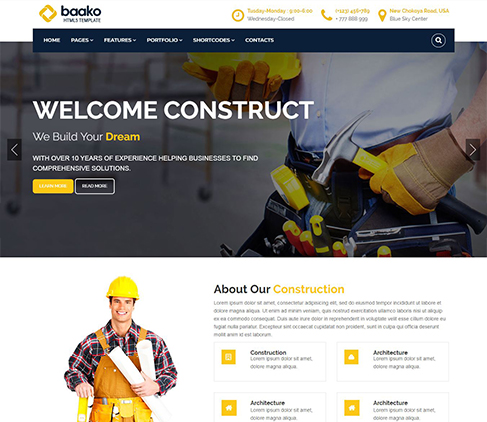 baako
HTML5 TEMPLATE
Tuesday-Monday : 9:00-6:00
Wednesday-Closed
(+123) 456-789
+ 777 888 999
New Chokoya Road, USA
Blue Sky Center
HOME PAGES FEATURES PORTFOLIO SHORTCODES CONTACTS
WELCOME CONSTRUCT
We Build Your Dream
WITH OVER 10 YEARS OF EXPERIENCE HELPING BUSINESSES TO FIND
COMPREHENSIVE SOLUTIONS.
LEARN MORE
READ MORE
About Our Construction
Lorem ipsum dolor sit amet, consectetur adipisicing elit, sed do eiusmod tempor incididunt ut labore et
dolore magna aliqua. Ut enim ad minim veniam, quis nostrud exercitation ullamco laboris nisi ut aliquip
ex ea commodo consequat. Duis aute irure dolor in reprehenderit in voluptate velit esse cillum dolore eu
fugiat nulla pariatur. Excepteur sint occaecat cupidatat non proident, sunt in culpa qui officia deserunt
mollit anim id est laborum.
Construction
Lorem ipsum dolor sit amet,
dolore magna aliqua.
Architecture
Lorem ipsum dolor sit amet,
dolore magna aliqua.
Architecture
Lorem ipsum dolor sit amet,
dolore magna aliqua.
Architecture
Lorem ipsum dolor sit amet,
dolore magna aliqua.